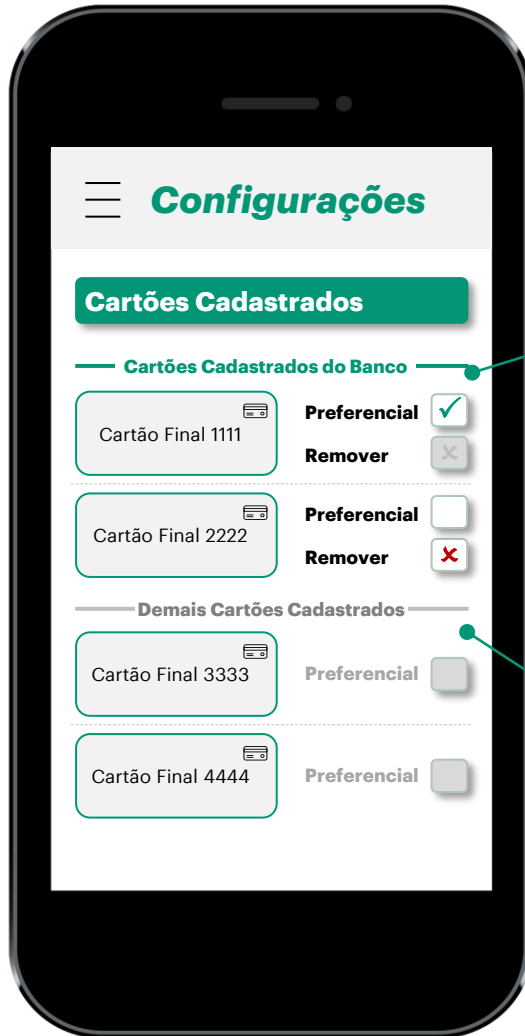 Configurações
Cartões Cadastrados
Cartões Cadastrados do Banco
Cartão Final 1111
Preferencial
Remover
Cartão Final 2222
Preferencial
Remover
Demais Cartões Cadastrados
Cartão Final 3333
Preferencial
Cartão Final 4444
Preferencial